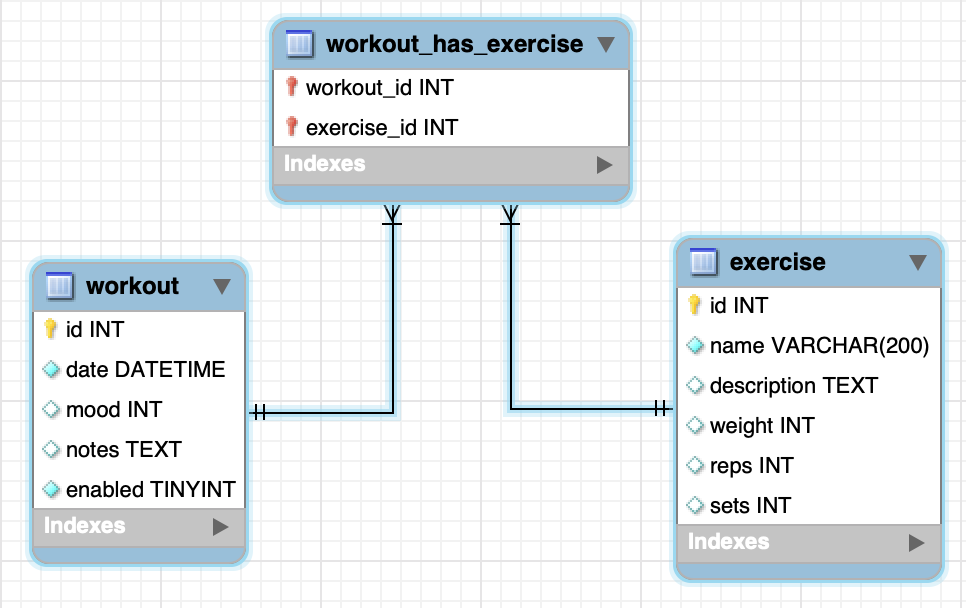 workout_has_exercise
workout_id INT
exercise_id INT
Indexes
workout
id INT
date DATETIME
mood INT
notes TEXT
enabled TINYINT
Indexes
exercise
id INT
name VARCHAR(200)
description TEXT
weight INT
reps INT
sets INT
Indexes